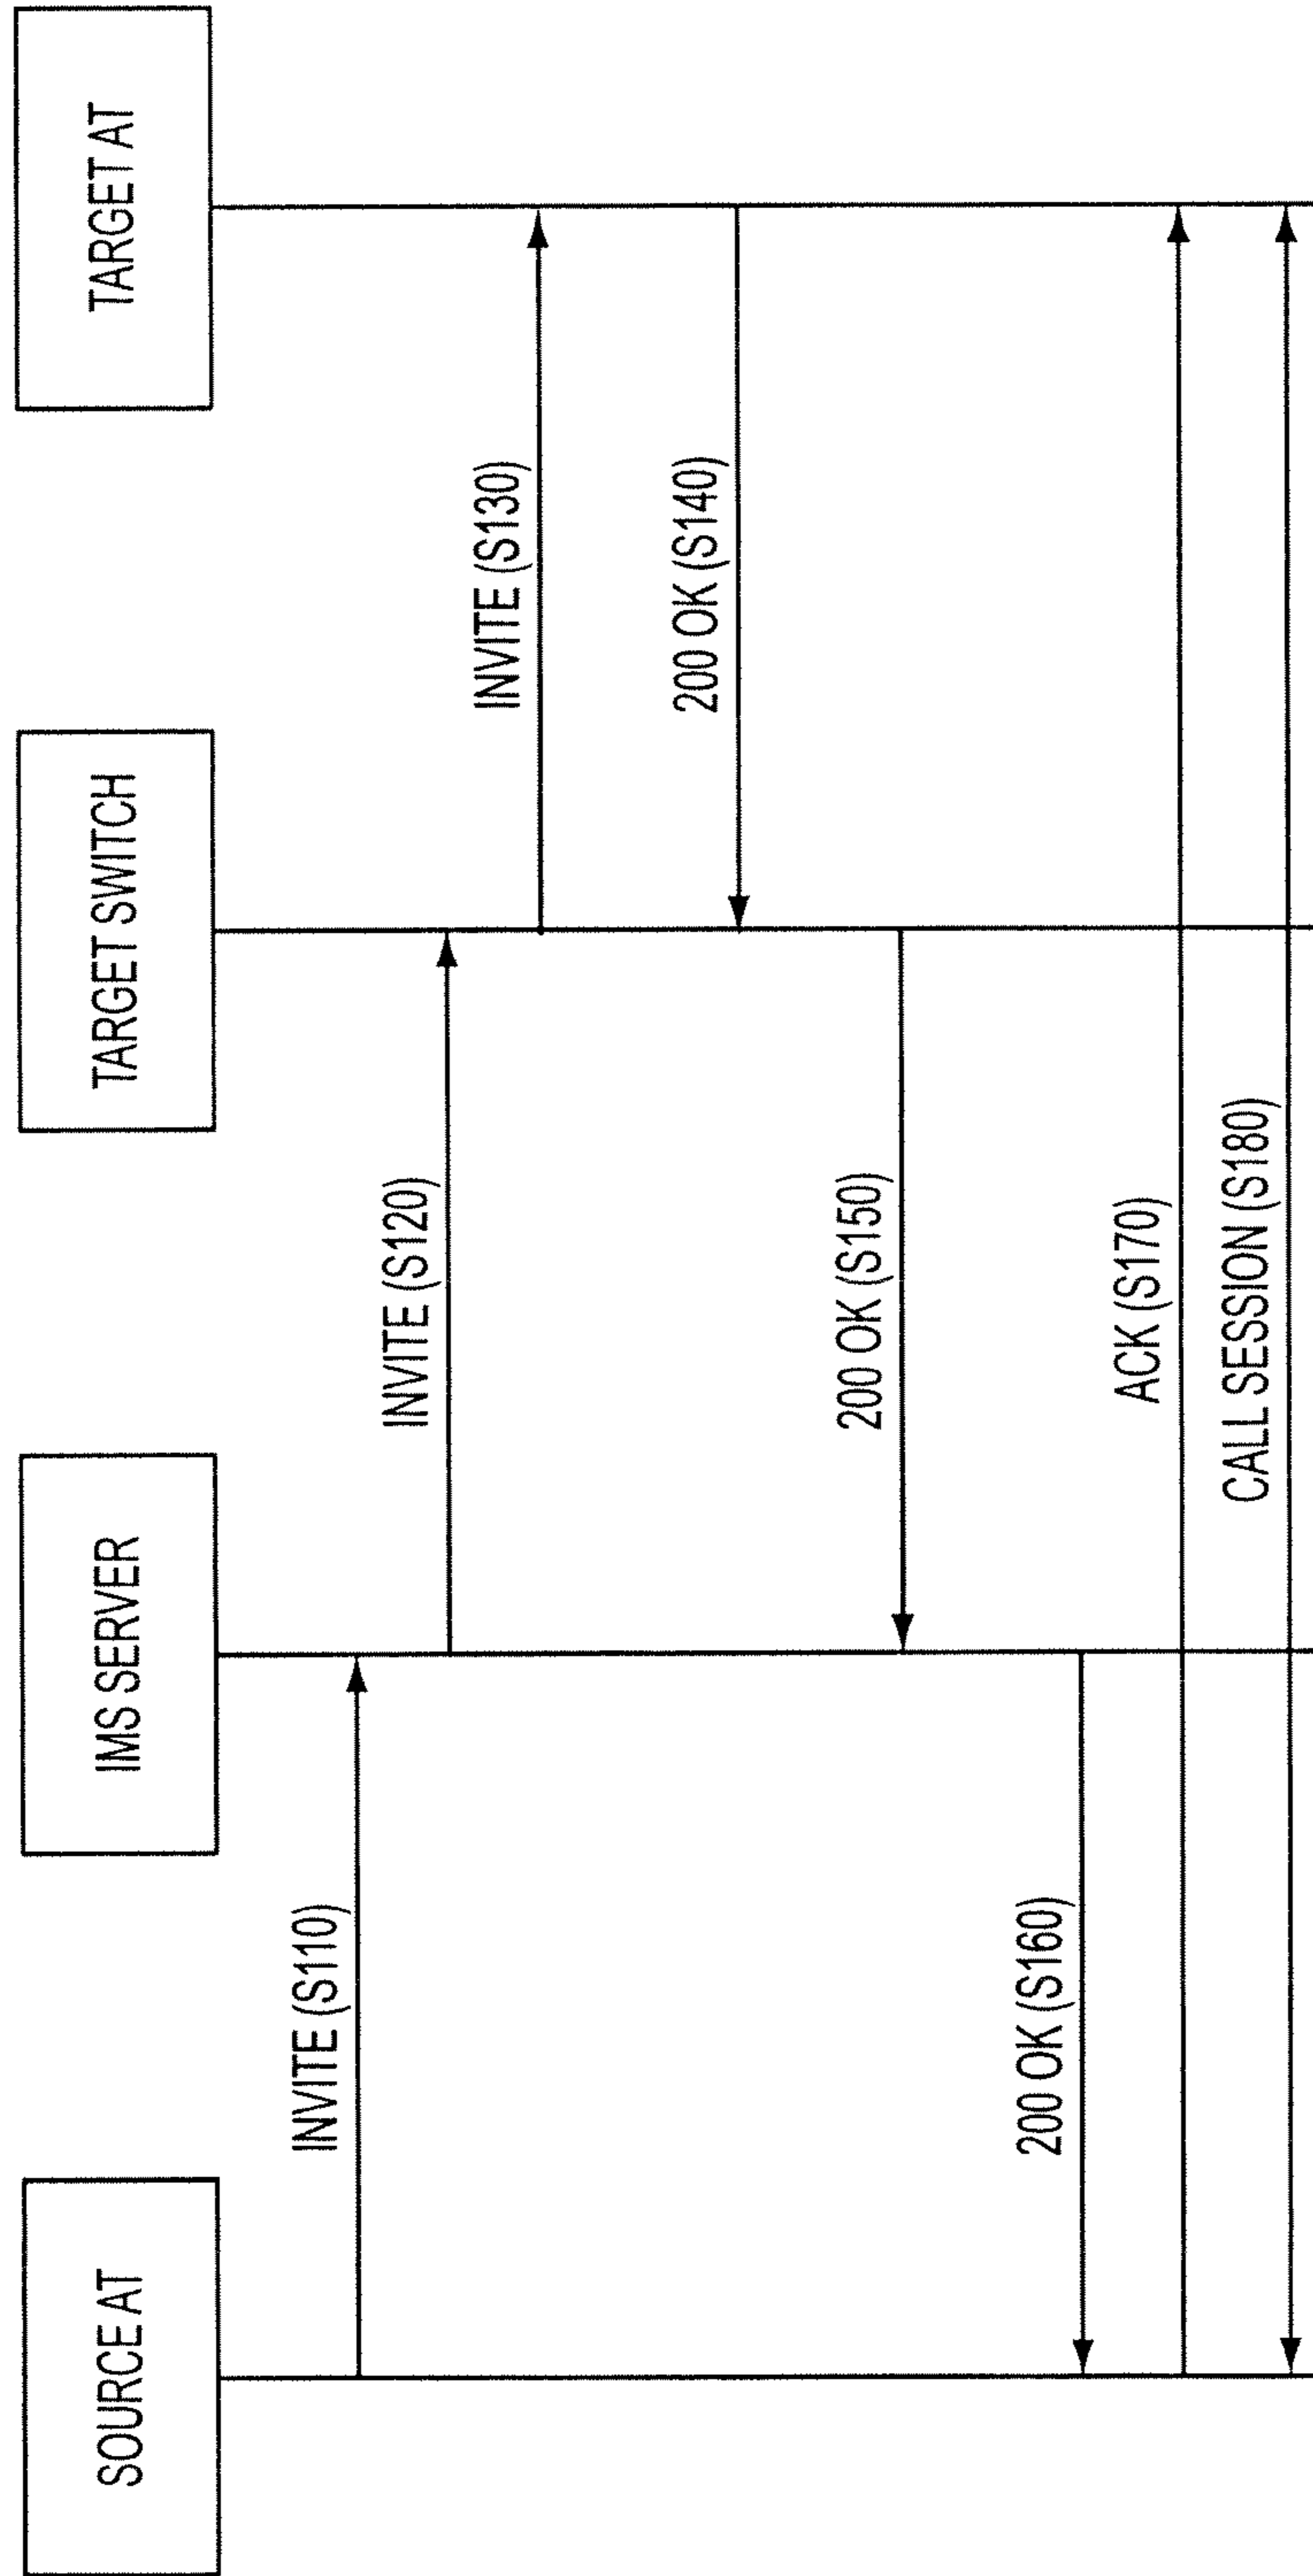 SOURCE AT
IMS SERVER
TARGET SWITCH
TARGET AT
INVITE (S110)
INVITE (S120)
INVITE (S130)
200 OK (S140)
200 OK (S150)
200 OK (S160)
ACK (S170)
CALL SESSION (S180)